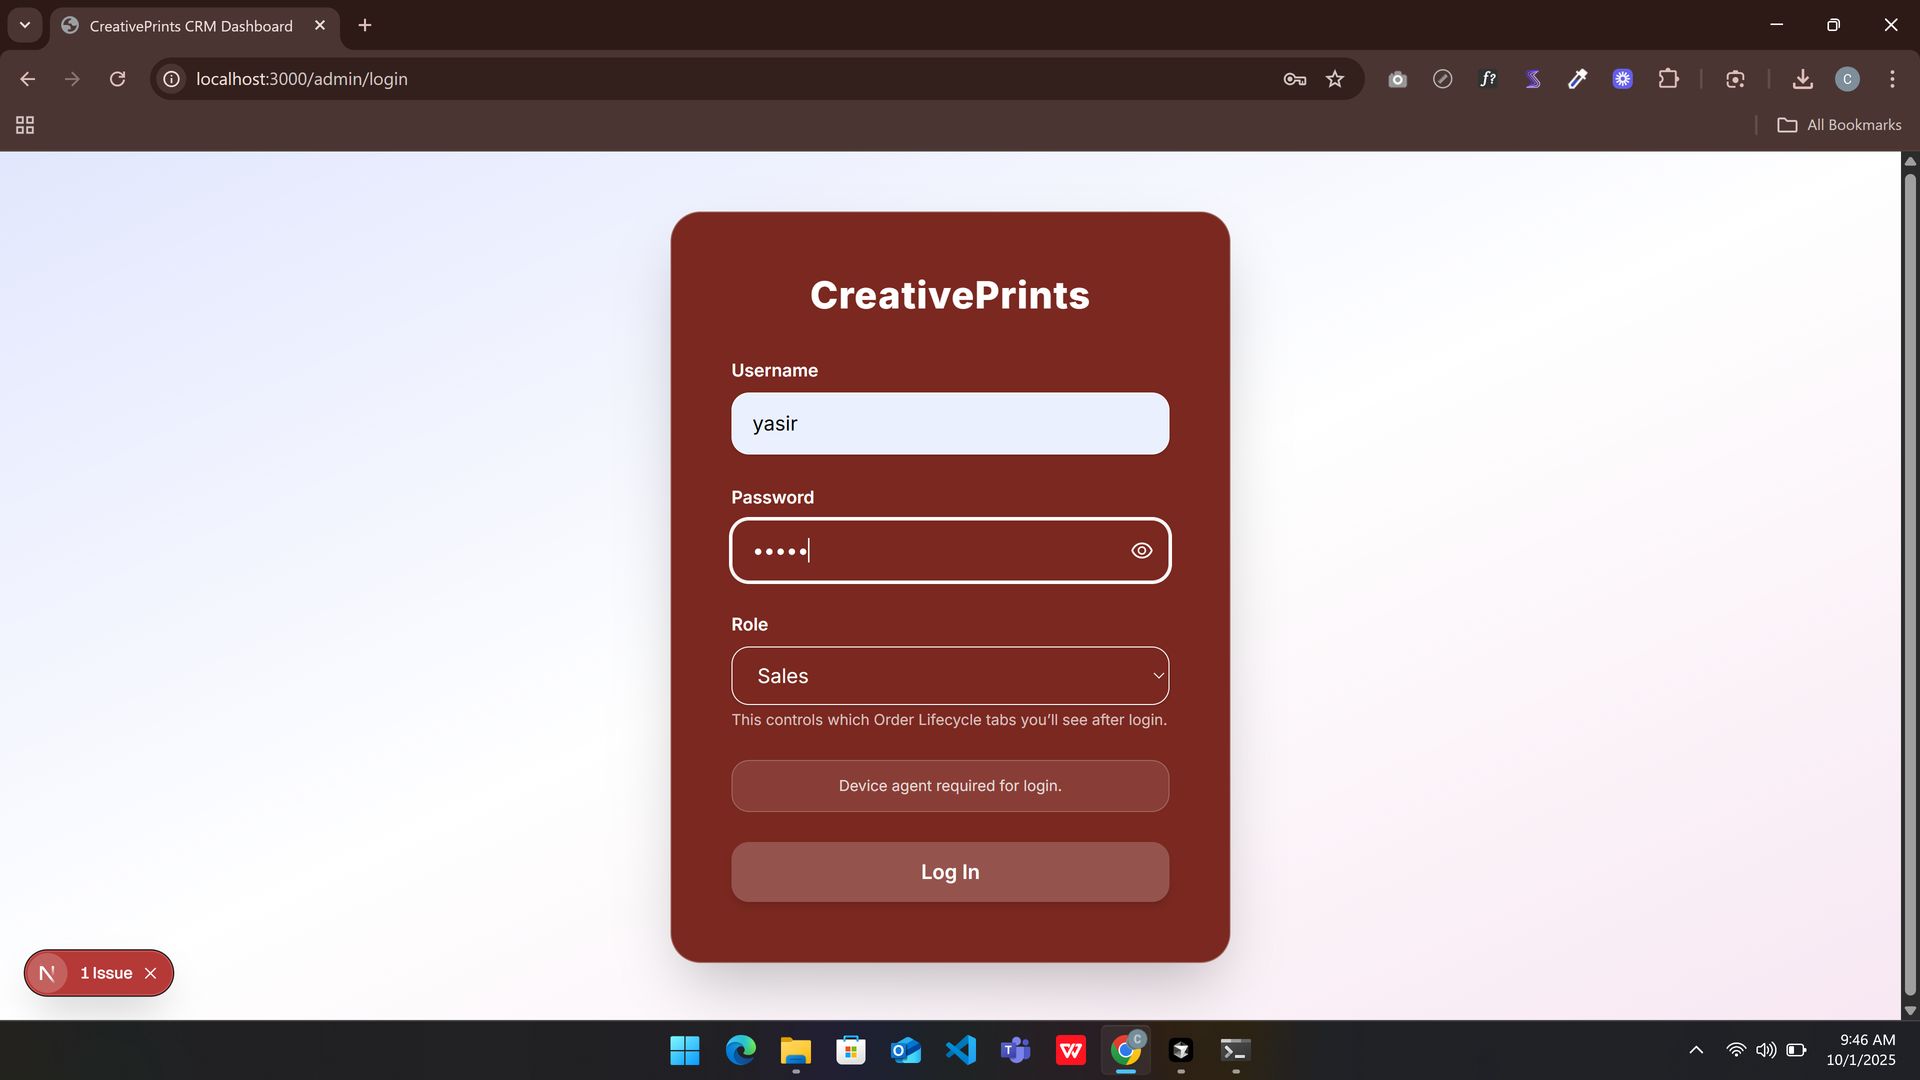 CreativePrints CRM Dashboard
localhost:3000/admin/login
f?
C
All Bookmarks
CreativePrints
Username
yasir
Password
•••••
Role
Sales
This controls which Order Lifecycle tabs you’ll see after login.
Device agent required for login.
Log In
N
1 Issue
C
9:46 AM
10/1/2025